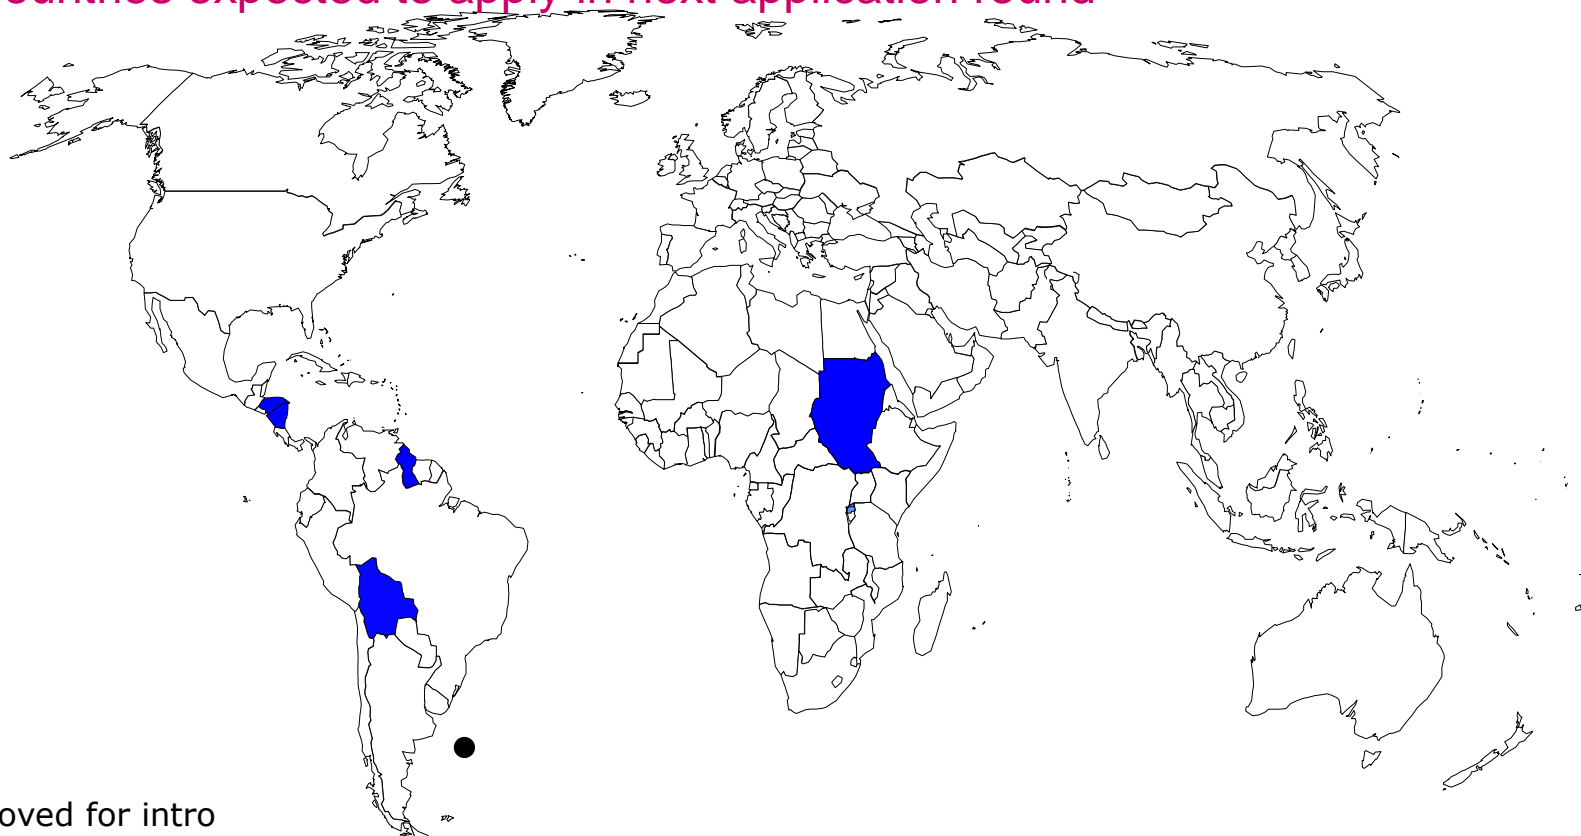 ountries expected to apply in next application round
oved for intro